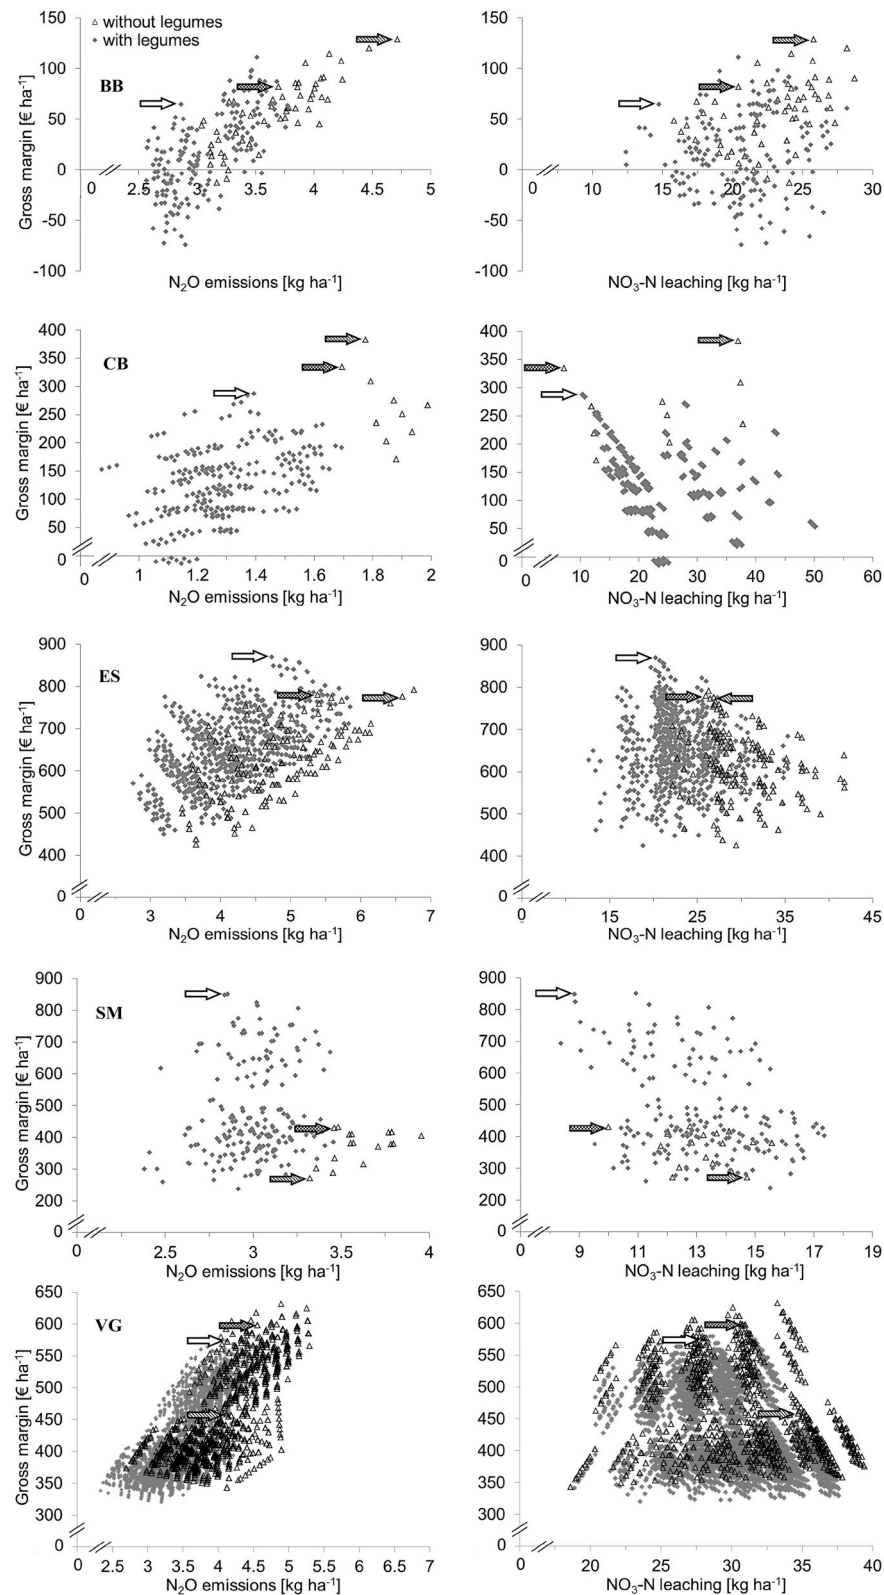 △ without legumes
◆ with legumes
BB
Gross margin [€ ha-1]
150
100
50
0
-50
-100
0 2.5 3 3.5 4 4.5 5
N2O emissions [kg ha-1]
150
100
50
0
-50
-100
0 10 15 20 25 30
NO3-N leaching [kg ha-1]
CB
Gross margin [€ ha-1]
400
350
300
250
200
150
100
50
0
0 1 1.2 1.4 1.6 1.8 2
N2O emissions [kg ha-1]
400
350
300
250
200
150
100
50
0
0 10 20 30 40 50 60
NO3-N leaching [kg ha-1]
ES
Gross margin [€ ha-1]
900
800
700
600
500
400
0
0 3 4 5 6 7
N2O emissions [kg ha-1]
900
800
700
600
500
400
0
0 15 25 35 45
NO3-N leaching [kg ha-1]
SM
Gross margin [€ ha-1]
900
800
700
600
500
400
300
200
0
0 2.5 3 3.5 4
N2O emissions [kg ha-1]
900
800
700
600
500
400
300
200
0
0 9 11 13 15 17 19
NO3-N leaching [kg ha-1]
VG
Gross margin [€ ha-1]
650
600
550
500
450
400
350
300
0
0 2.5 3 3.5 4 4.5 5 5.5 6 6.5 7
N2O emissions [kg ha-1]
650
600
550
500
450
400
350
300
0
0 20 25 30 35 40
NO3-N leaching [kg ha-1]